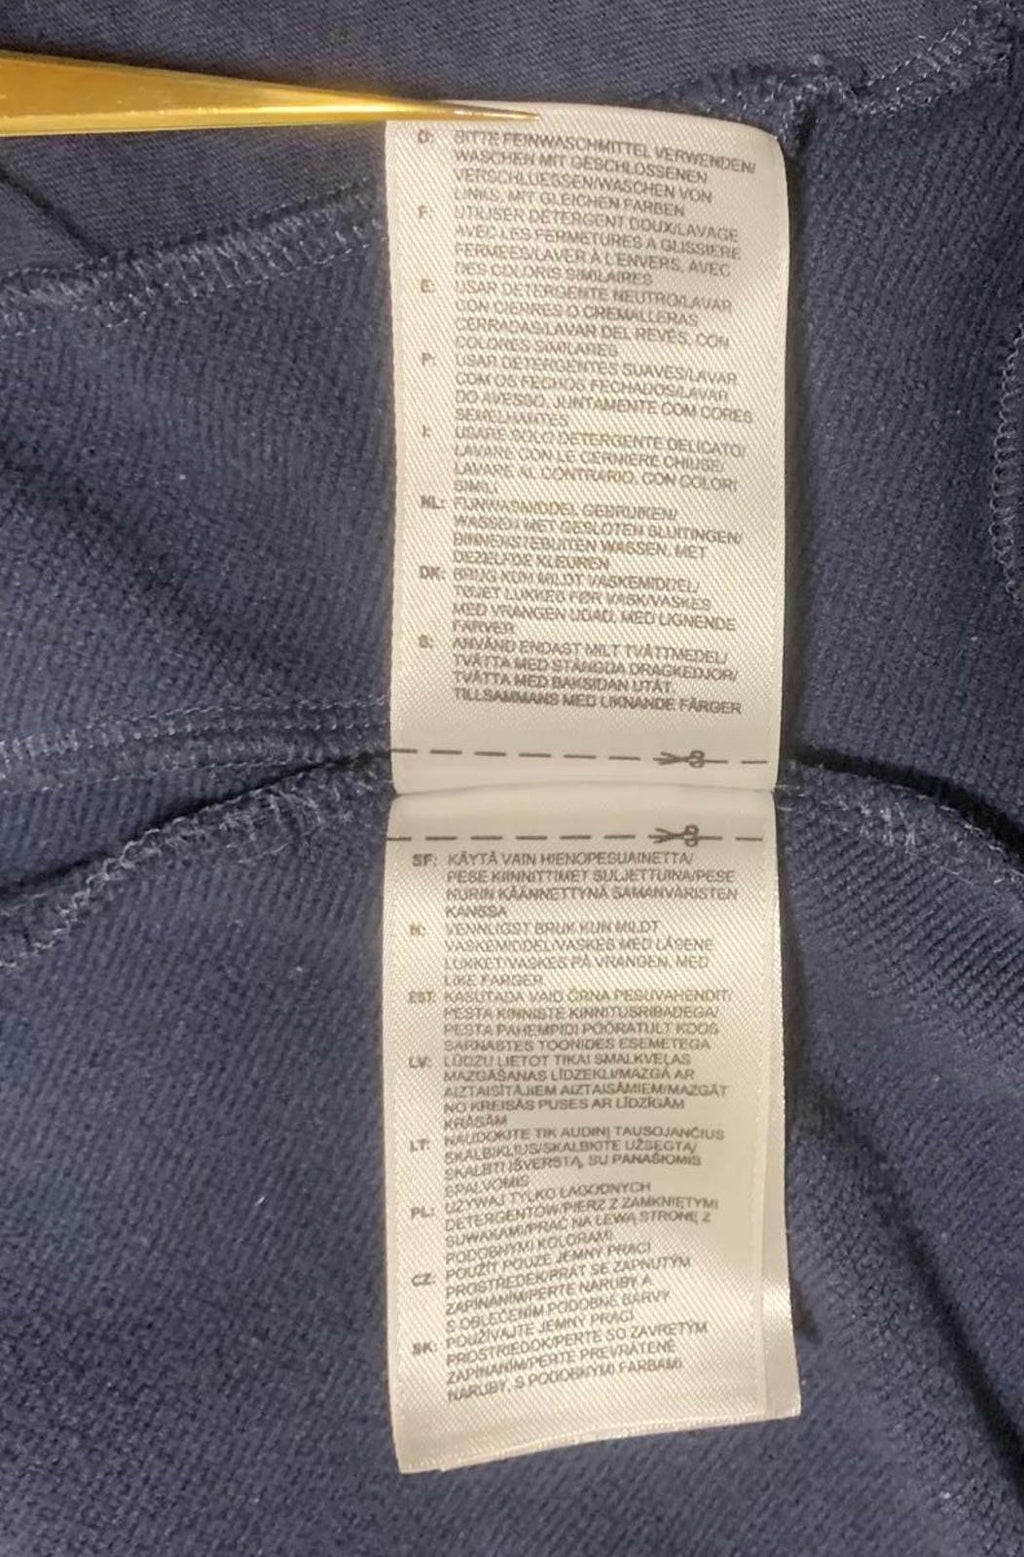 D: BITTE FEINWASCHMITTEL VERWENDEN/
WASCHEN MIT GESCHLOSSENEN
VERSCHLUESSEN/WASCHEN VON
LINKS, MIT GLEICHEN FARBEN
F: UTILISER DÉTERGENT DOUX/LAVAGE
AVEC LES FERMETURES A GLISSIERE
FERMEES/LAVER À L'ENVERS, AVEC
DES COLORIS SIMILAIRES
E: USAR DETERGENTE NEUTRO/LAVAR
CON CIERRES O CREMALLERAS
CERRADAS/LAVAR DEL REVÉS, CON
COLORES SIMILARES
P: USAR DETERGENTES SUAVES/LAVAR
COM OS FECHOS FECHADOS/LAVAR
DO AVESSO, JUNTAMENTE COM CORES
SEMELHANTES
I: USARE SOLO DETERGENTE DELICATO/
LAVARE CON LE CERNIERE CHIUSE/
LAVARE AL CONTRARIO, CON COLORI
SIMILI
NL: FIJNWASMIDDEL GEBRUIKEN/
WASSEN MET GESLOTEN SLUITINGEN/
BINNENSTEBUITEN WASSEN, MET
DEZELFDE KLEUREN
DK: BRUG KUN MILDT VASKEMIDDEL/
TØJET LUKKES FØR VASK/VASKES
MED VRANGEN UDAD, MED LIGNENDE
FARVER
S: ANVÄND ENDAST MILT TVÄTTMEDEL/
TVÄTTA MED STÄNGDA DRAGKEDJOR/
TVÄTTA MED BAKSIDAN UTÅT,
TILLSAMMANS MED LIKNANDE FÄRGER
SF: KÄYTÄ VAIN HIENOPESUAINETTA/
PESE KIINNITTIMET SULJETTUINA/PESE
NURIN KÄÄNNETTYNÄ SAMANVÄRISTEN
KANSSA
N: VENNLIGST BRUK KUN MILDT
VASKEMIDDEL/VASKES MED LÅSENE
LUKKET/VASKES PÅ VRANGEN, MED
LIKE FARGER
EST: KASUTADA VAID ÕRNA PESUVAHENDIT/
PESTA KINNISTE KINNITUSRIBADEGA/
PESTA PAHEMPIDI PÖÖRATULT KOOS
SARNASTES TOONIDES ESEMETEGA
LV: LŪDZU LIETOT TIKAI SMALKVEĻAS
MAZGĀŠANAS LĪDZEKLI/MAZGĀ AR
AIZTAISĪTAJIEM AIZTAISĀMIEM/MAZGĀT
NO KREISĀS PUSES AR LĪDZĪGĀM
KRĀSĀM
LT: NAUDOKITE TIK AUDINĮ TAUSOJANČIUS
SKALBIKLIUS/SKALBKITE UŽSEGTĄ/
SKALBTI IŠVERSTĄ, SU PANAŠIOMIS
SPALVOMIS
PL: UŻYWAJ TYLKO ŁAGODNYCH
DETERGENTÓW/PIERZ Z ZAMKNIĘTYMI
SUWAKAMI/PRAĆ NA LEWĄ STRONĘ Z
PODOBNYMI KOLORAMI
CZ: POUŽÍT POUZE JEMNÝ PRACÍ
PROSTŘEDEK/PRÁT SE ZAPNUTÝM
ZAPÍNÁNÍM/PERTE NARUBY A
S OBLEČENÍM PODOBNÉ BARVY
SK: POUŽÍVAJTE JEMNÝ PRACÍ
PROSTRIEDOK/PERTE SO ZAVRETÝM
ZAPÍNANÍM/PERTE PREVRÁTENÉ
NARUBY, S PODOBNÝMI FARBAMI